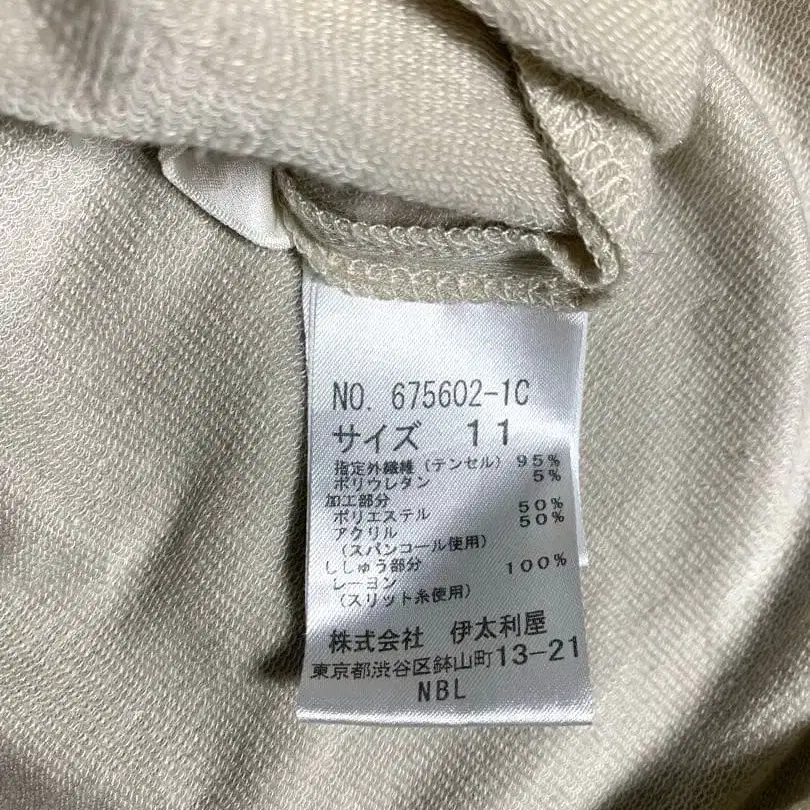 NO. 675602-1C
サイズ 11
指定外繊維(テンセル) 95%
ポリウレタン 5%
加工部分
ポリエステル 50%
アクリル 50%
(スパンコール使用)
ししゅう部分
レーヨン 100%
(スリット糸使用)
株式会社 伊太利屋
東京都渋谷区鉢山町13-21
NBL